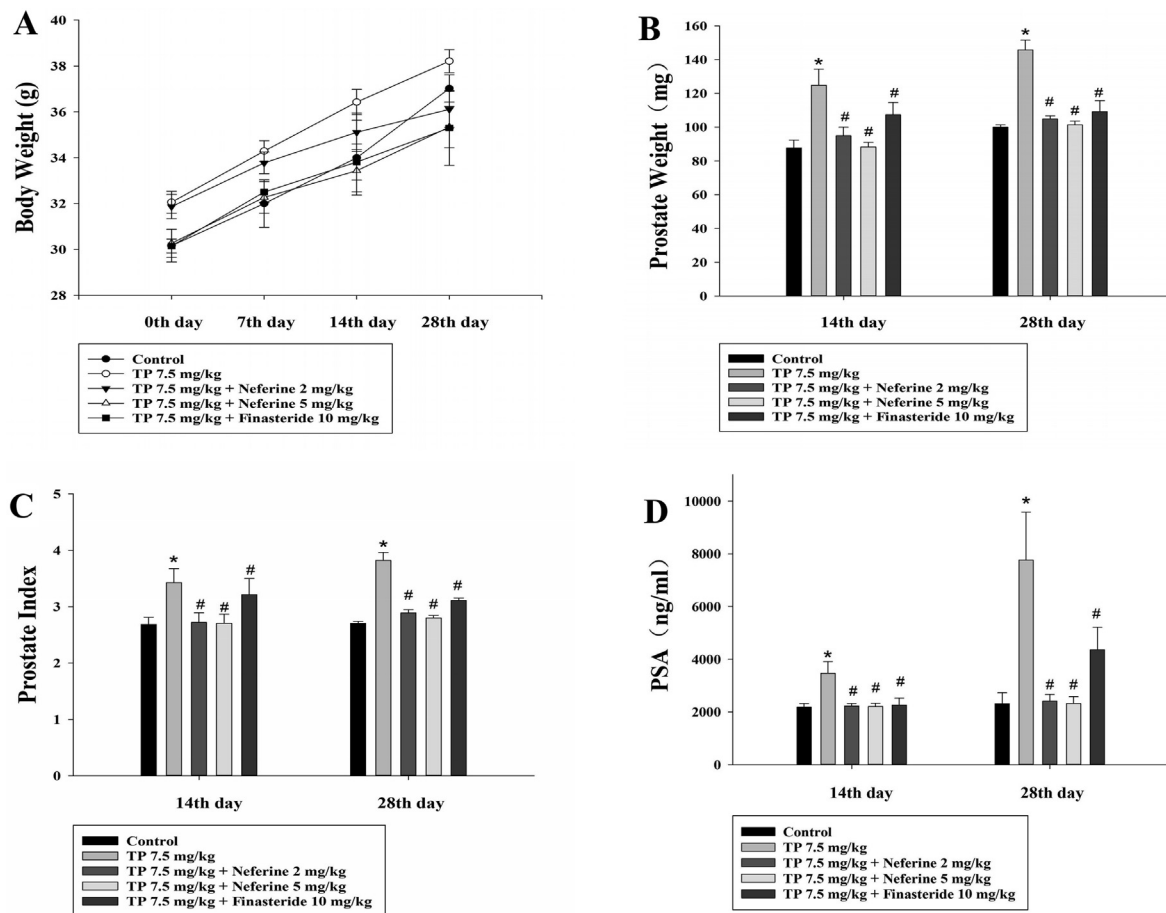 A
Body Weight (g)
40
38
36
34
32
30
28
0th day 7th day 14th day 28th day
Control
TP 7.5 mg/kg
TP 7.5 mg/kg + Neferine 2 mg/kg
TP 7.5 mg/kg + Neferine 5 mg/kg
TP 7.5 mg/kg + Finasteride 10 mg/kg
B
Prostate Weight（mg）
160
140
120
100
80
60
40
20
0
* # # #
* # # #
14th day 28th day
Control
TP 7.5 mg/kg
TP 7.5 mg/kg + Neferine 2 mg/kg
TP 7.5 mg/kg + Neferine 5 mg/kg
TP 7.5 mg/kg + Finasteride 10 mg/kg
C
Prostate Index
5
4
3
2
1
0
* # # #
* # # #
14th day 28th day
Control
TP 7.5 mg/kg
TP 7.5 mg/kg + Neferine 2 mg/kg
TP 7.5 mg/kg + Neferine 5 mg/kg
TP 7.5 mg/kg + Finasteride 10 mg/kg
D
PSA（ng/ml）
10000
8000
6000
4000
2000
0
* # # #
* # # #
14th day 28th day
Control
TP 7.5 mg/kg
TP 7.5 mg/kg + Neferine 2 mg/kg
TP 7.5 mg/kg + Neferine 5 mg/kg
TP 7.5 mg/kg + Finasteride 10 mg/kg